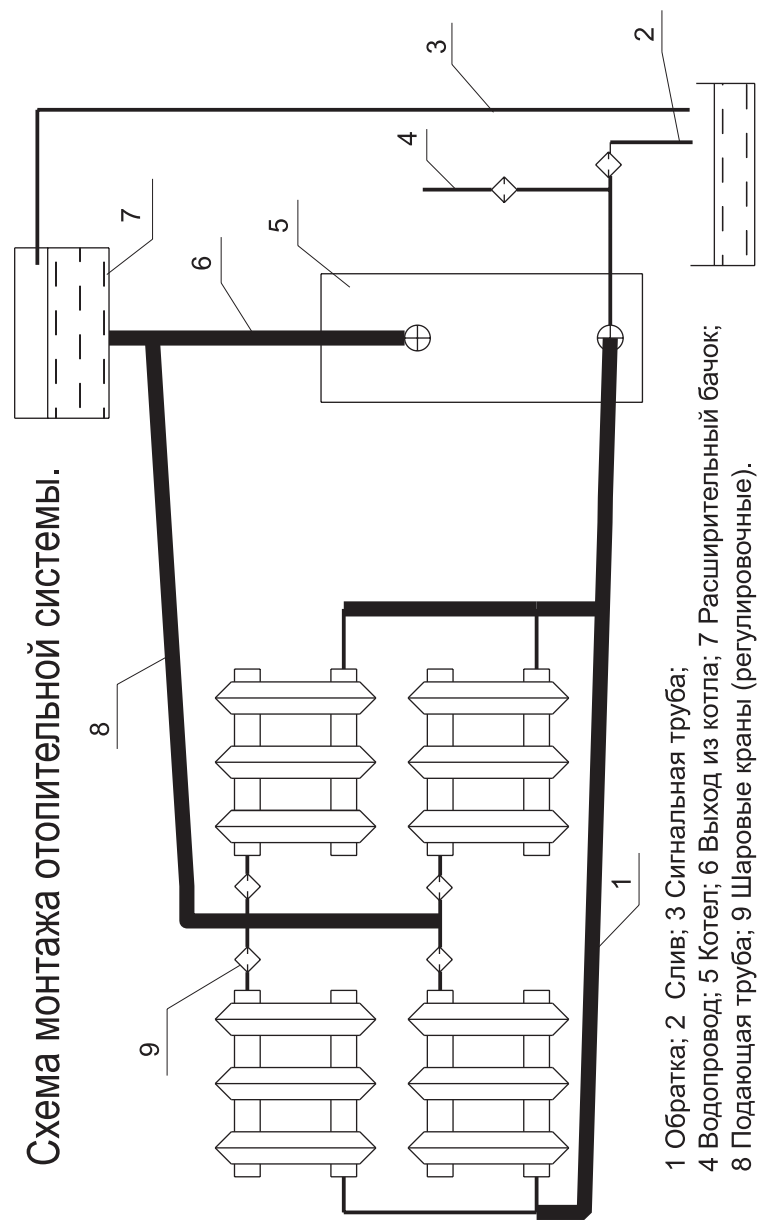 Схема монтажа отопительной системы.
9
8
7
6
5
4
3
2
1
1 Обратка; 2 Слив; 3 Сигнальная труба;
4 Водопровод; 5 Котел; 6 Выход из котла; 7 Расширительный бачок;
8 Подающая труба; 9 Шаровые краны (регулировочные).